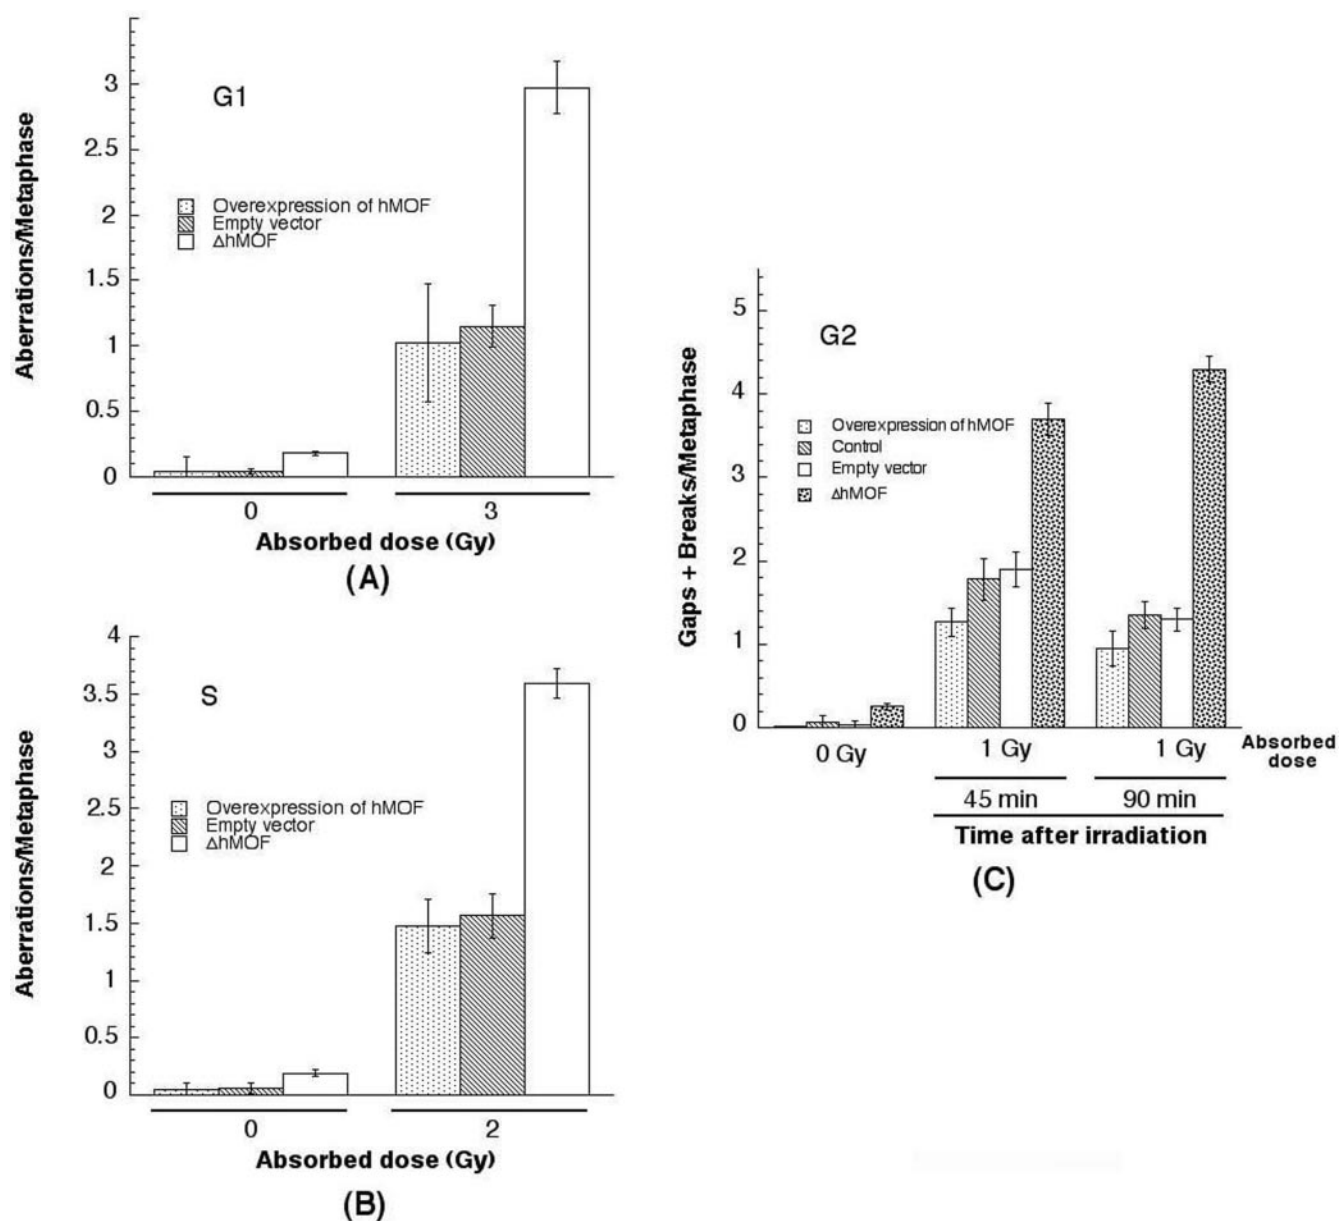 Aberrations/Metaphase
3
2.5
2
1.5
1
0.5
0
G1
Overexpression of hMOF
Empty vector
ΔhMOF
0
3
Absorbed dose (Gy)
(A)
Aberrations/Metaphase
4
3.5
3
2.5
2
1.5
1
0.5
0
S
Overexpression of hMOF
Empty vector
ΔhMOF
0
2
Absorbed dose (Gy)
(B)
Gaps + Breaks/Metaphase
5
4
3
2
1
0
G2
Overexpression of hMOF
Control
Empty vector
ΔhMOF
0 Gy
1 Gy
1 Gy
Absorbed
dose
45 min
90 min
Time after irradiation
(C)